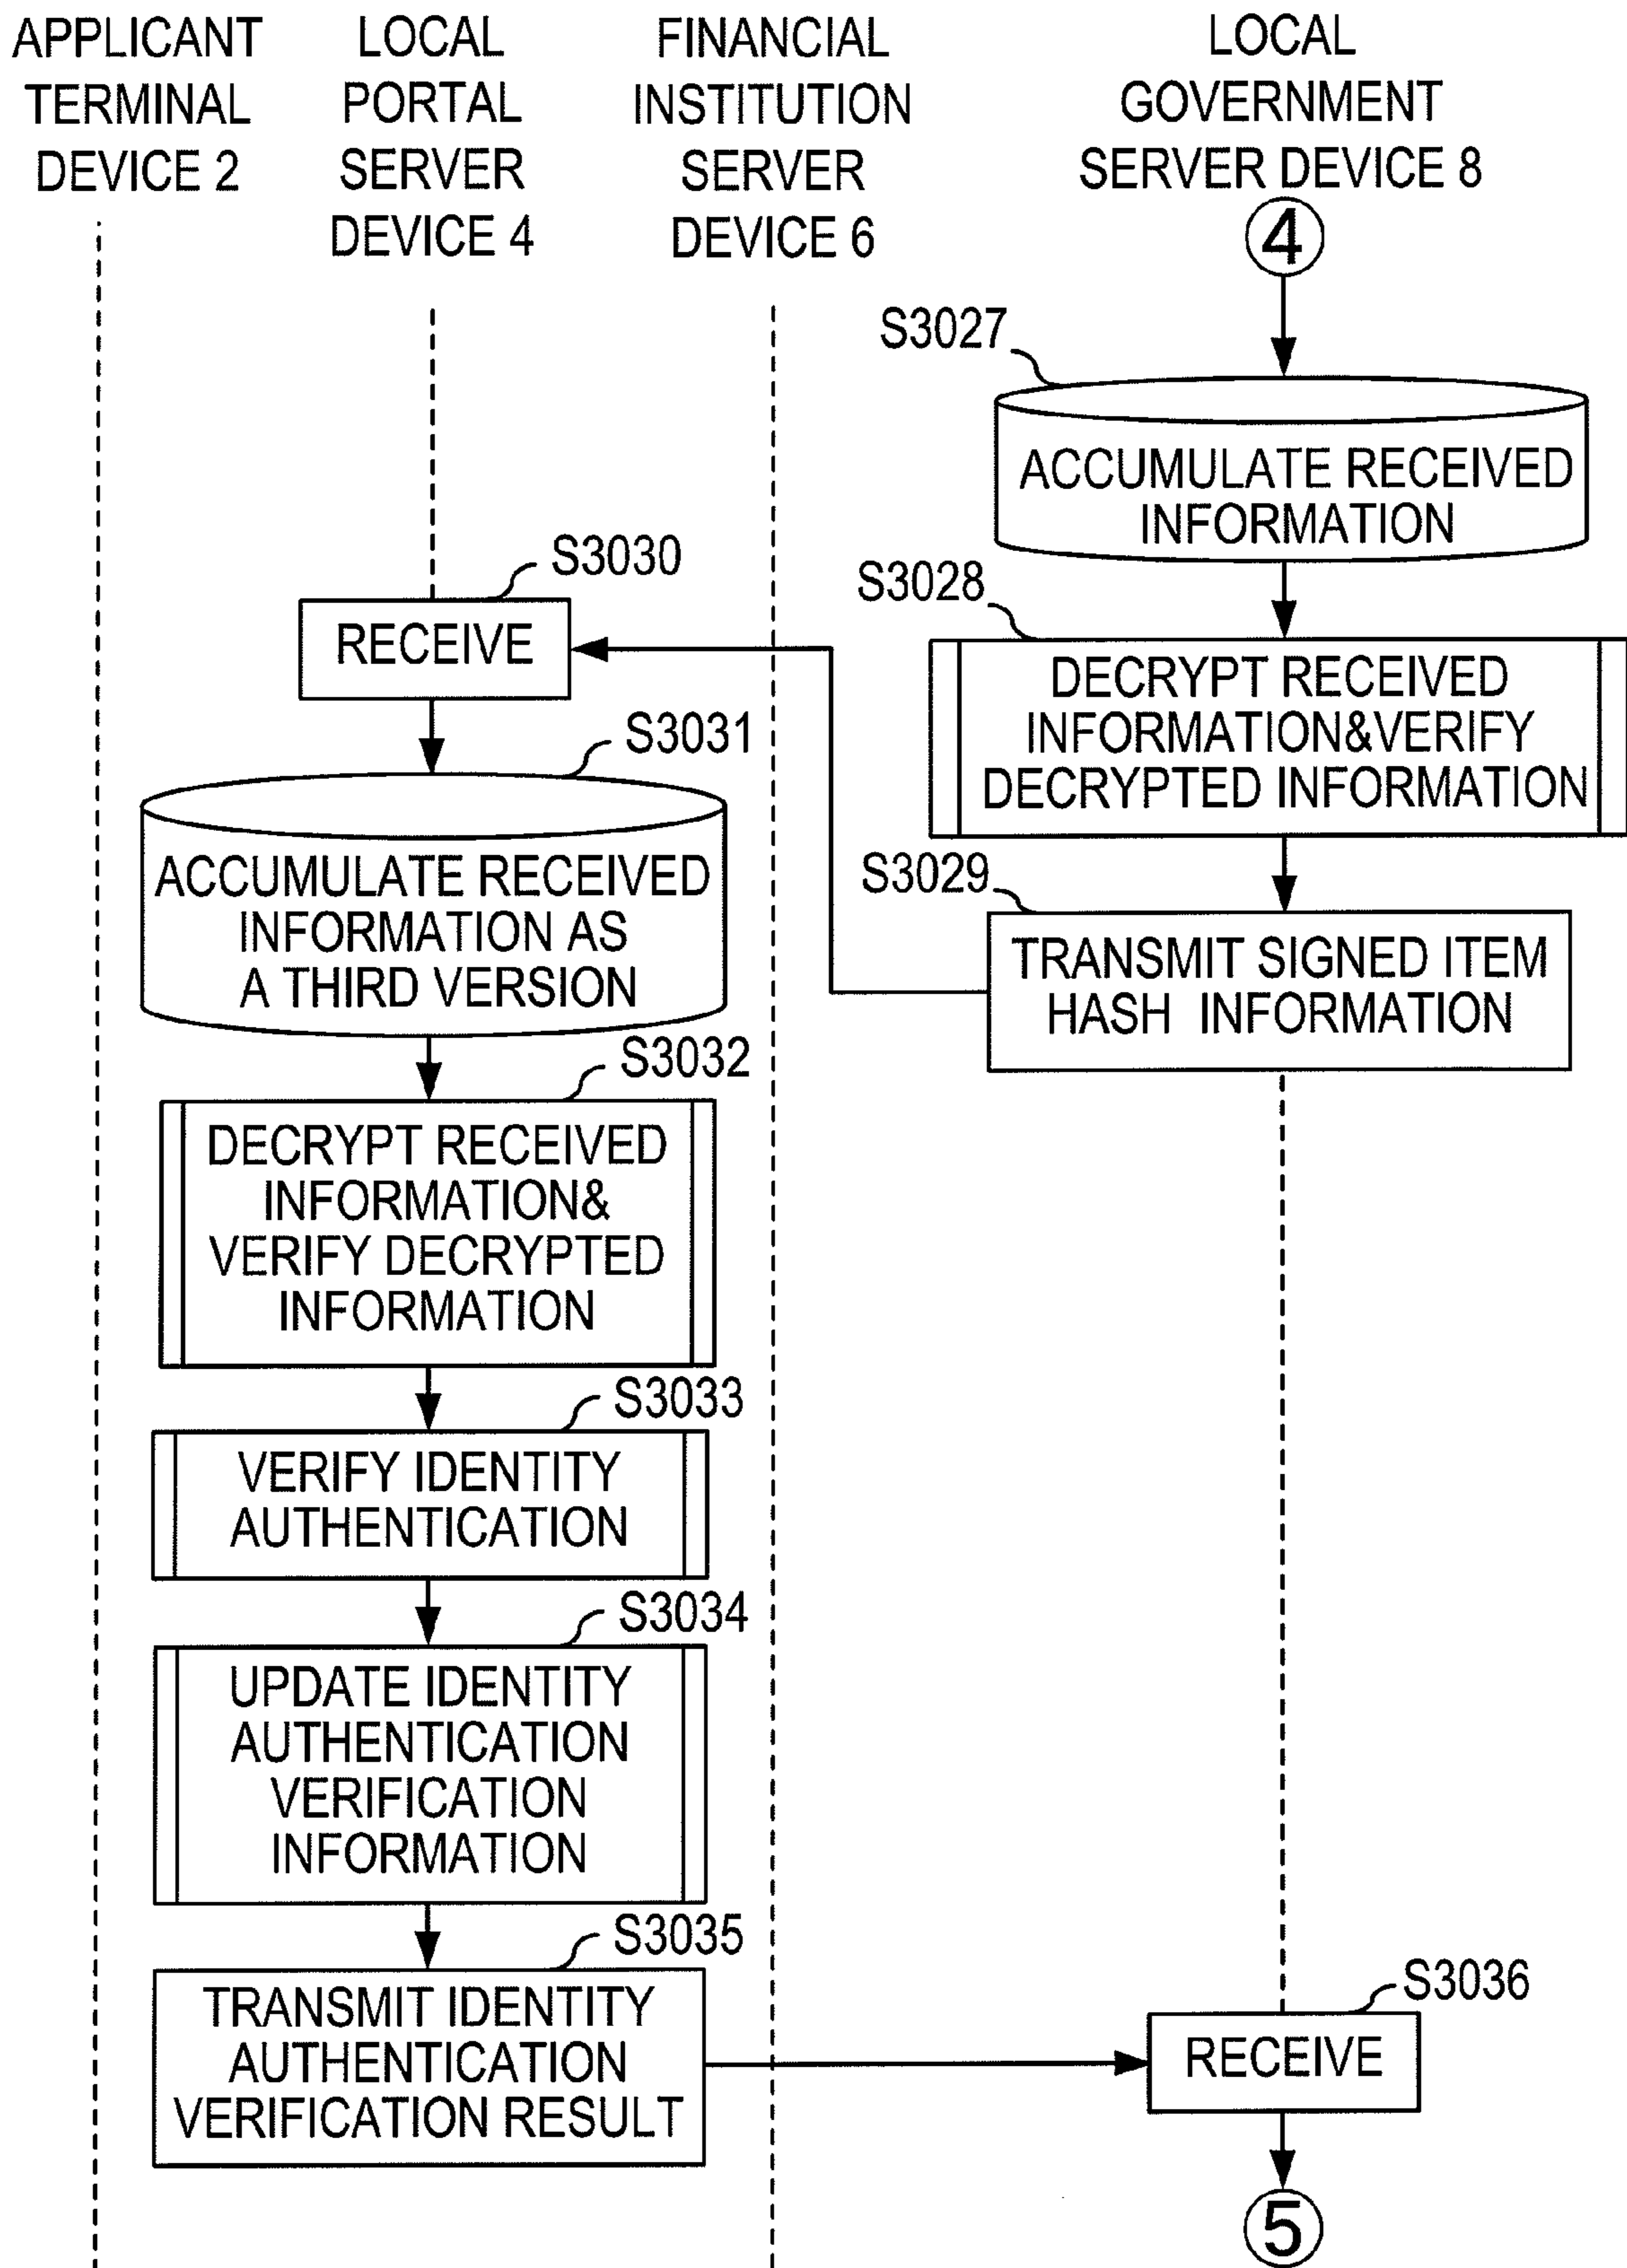 APPLICANT
TERMINAL
DEVICE 2
LOCAL
PORTAL
SERVER
DEVICE 4
FINANCIAL
INSTITUTION
SERVER
DEVICE 6
LOCAL
GOVERNMENT
SERVER DEVICE 8
4
S3027
ACCUMULATE RECEIVED
INFORMATION
S3028
DECRYPT RECEIVED
INFORMATION&VERIFY
DECRYPTED INFORMATION
S3029
TRANSMIT SIGNED ITEM
HASH INFORMATION
S3030
RECEIVE
S3031
ACCUMULATE RECEIVED
INFORMATION AS
A THIRD VERSION
S3032
DECRYPT RECEIVED
INFORMATION&
VERIFY DECRYPTED
INFORMATION
S3033
VERIFY IDENTITY
AUTHENTICATION
S3034
UPDATE IDENTITY
AUTHENTICATION
VERIFICATION
INFORMATION
S3035
TRANSMIT IDENTITY
AUTHENTICATION
VERIFICATION RESULT
S3036
RECEIVE
5